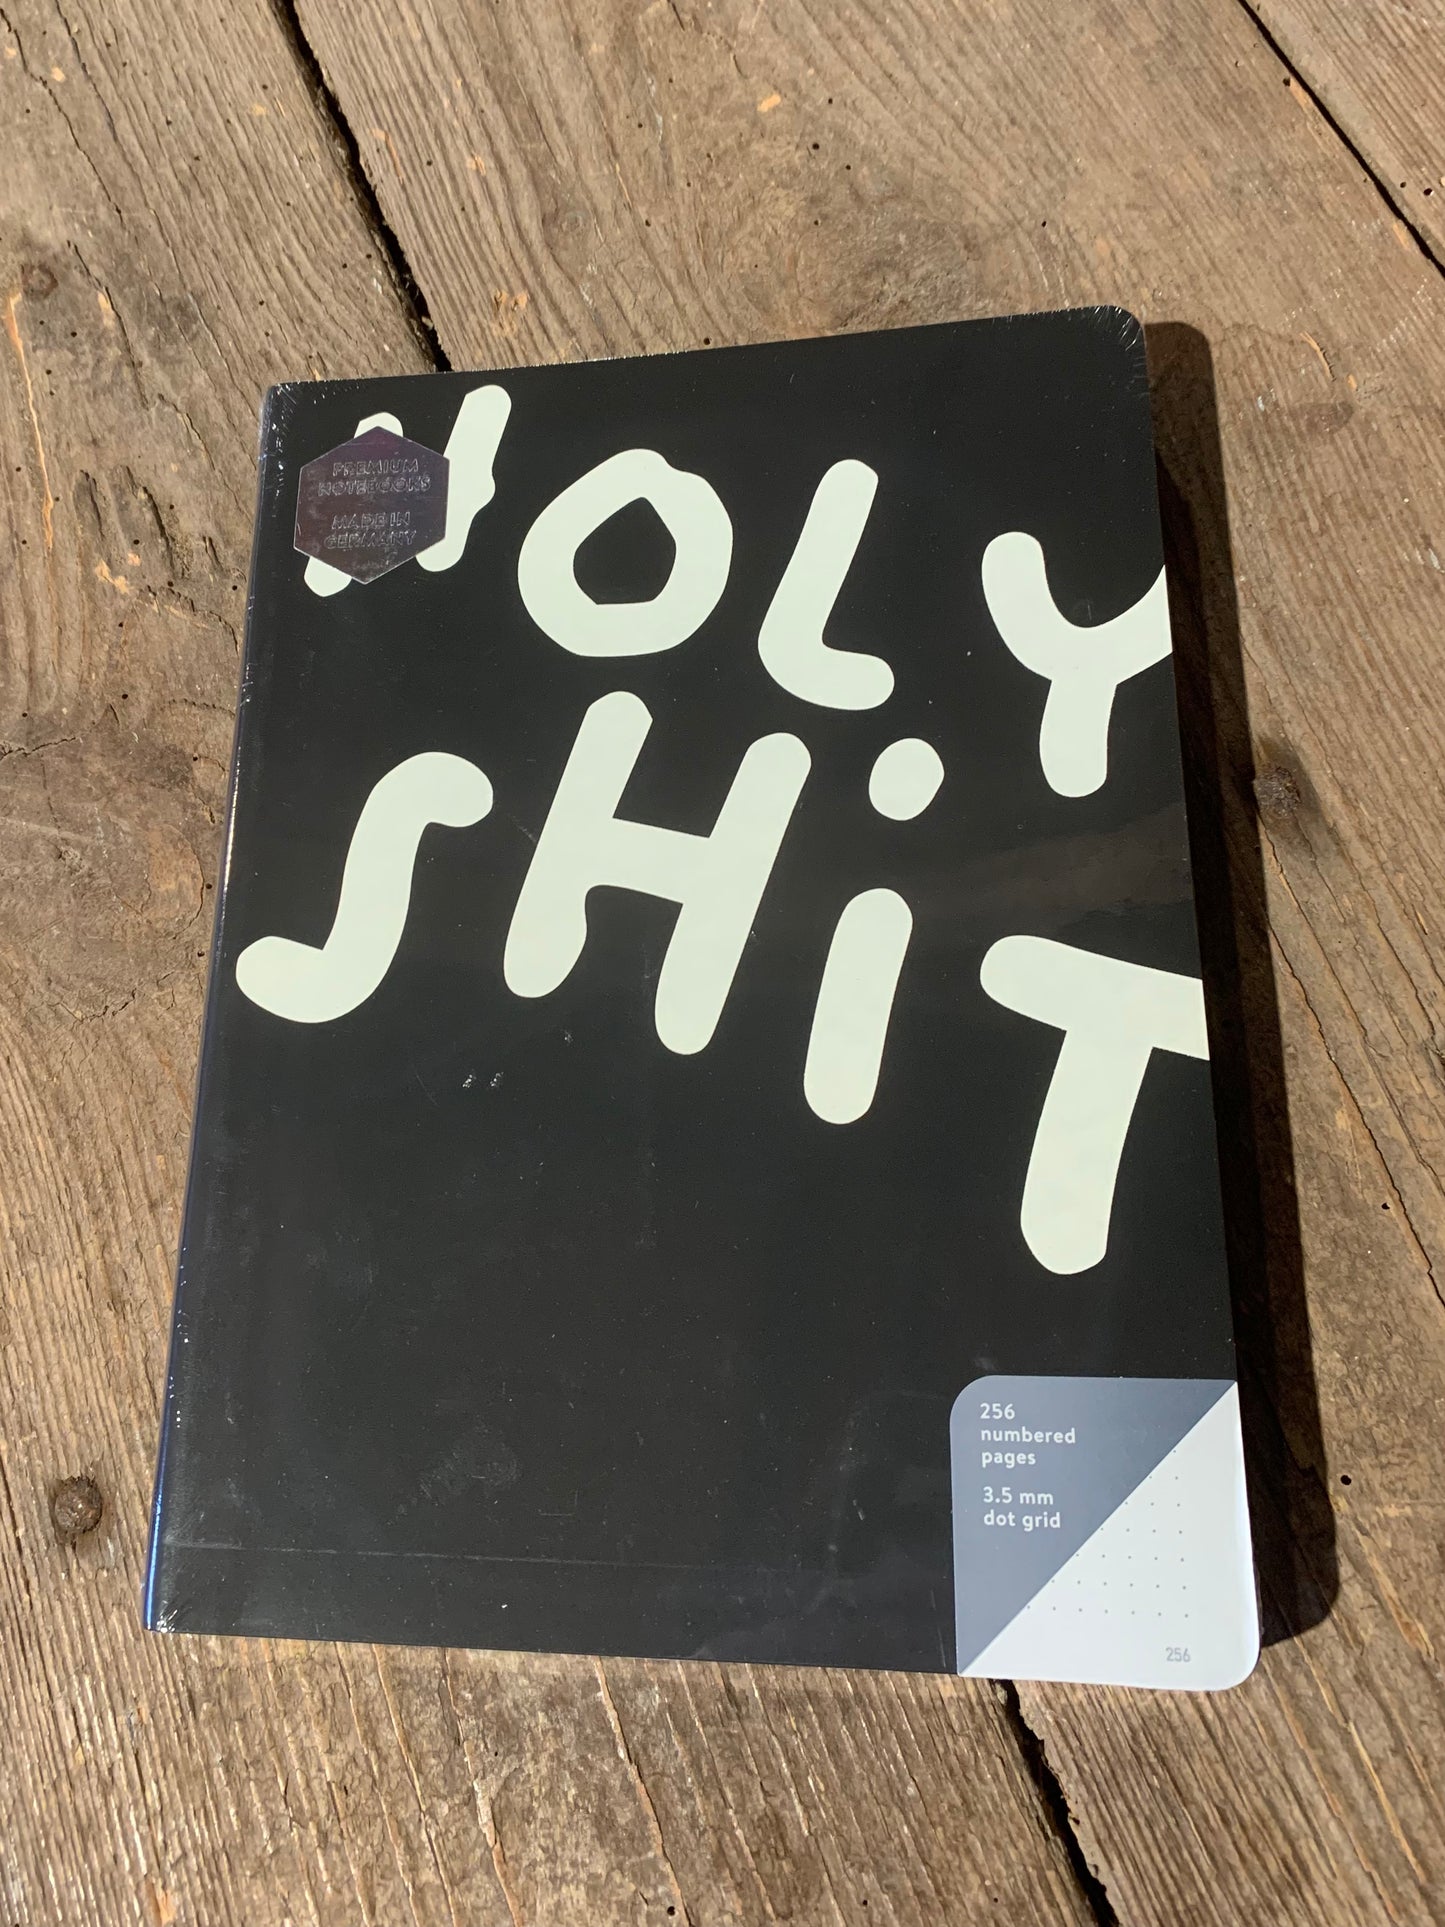 HOLY
SHiT
PREMIUM
NOTEBOOKS
MADE IN
GERMANY
256
numbered
pages
3.5 mm
dot grid
256